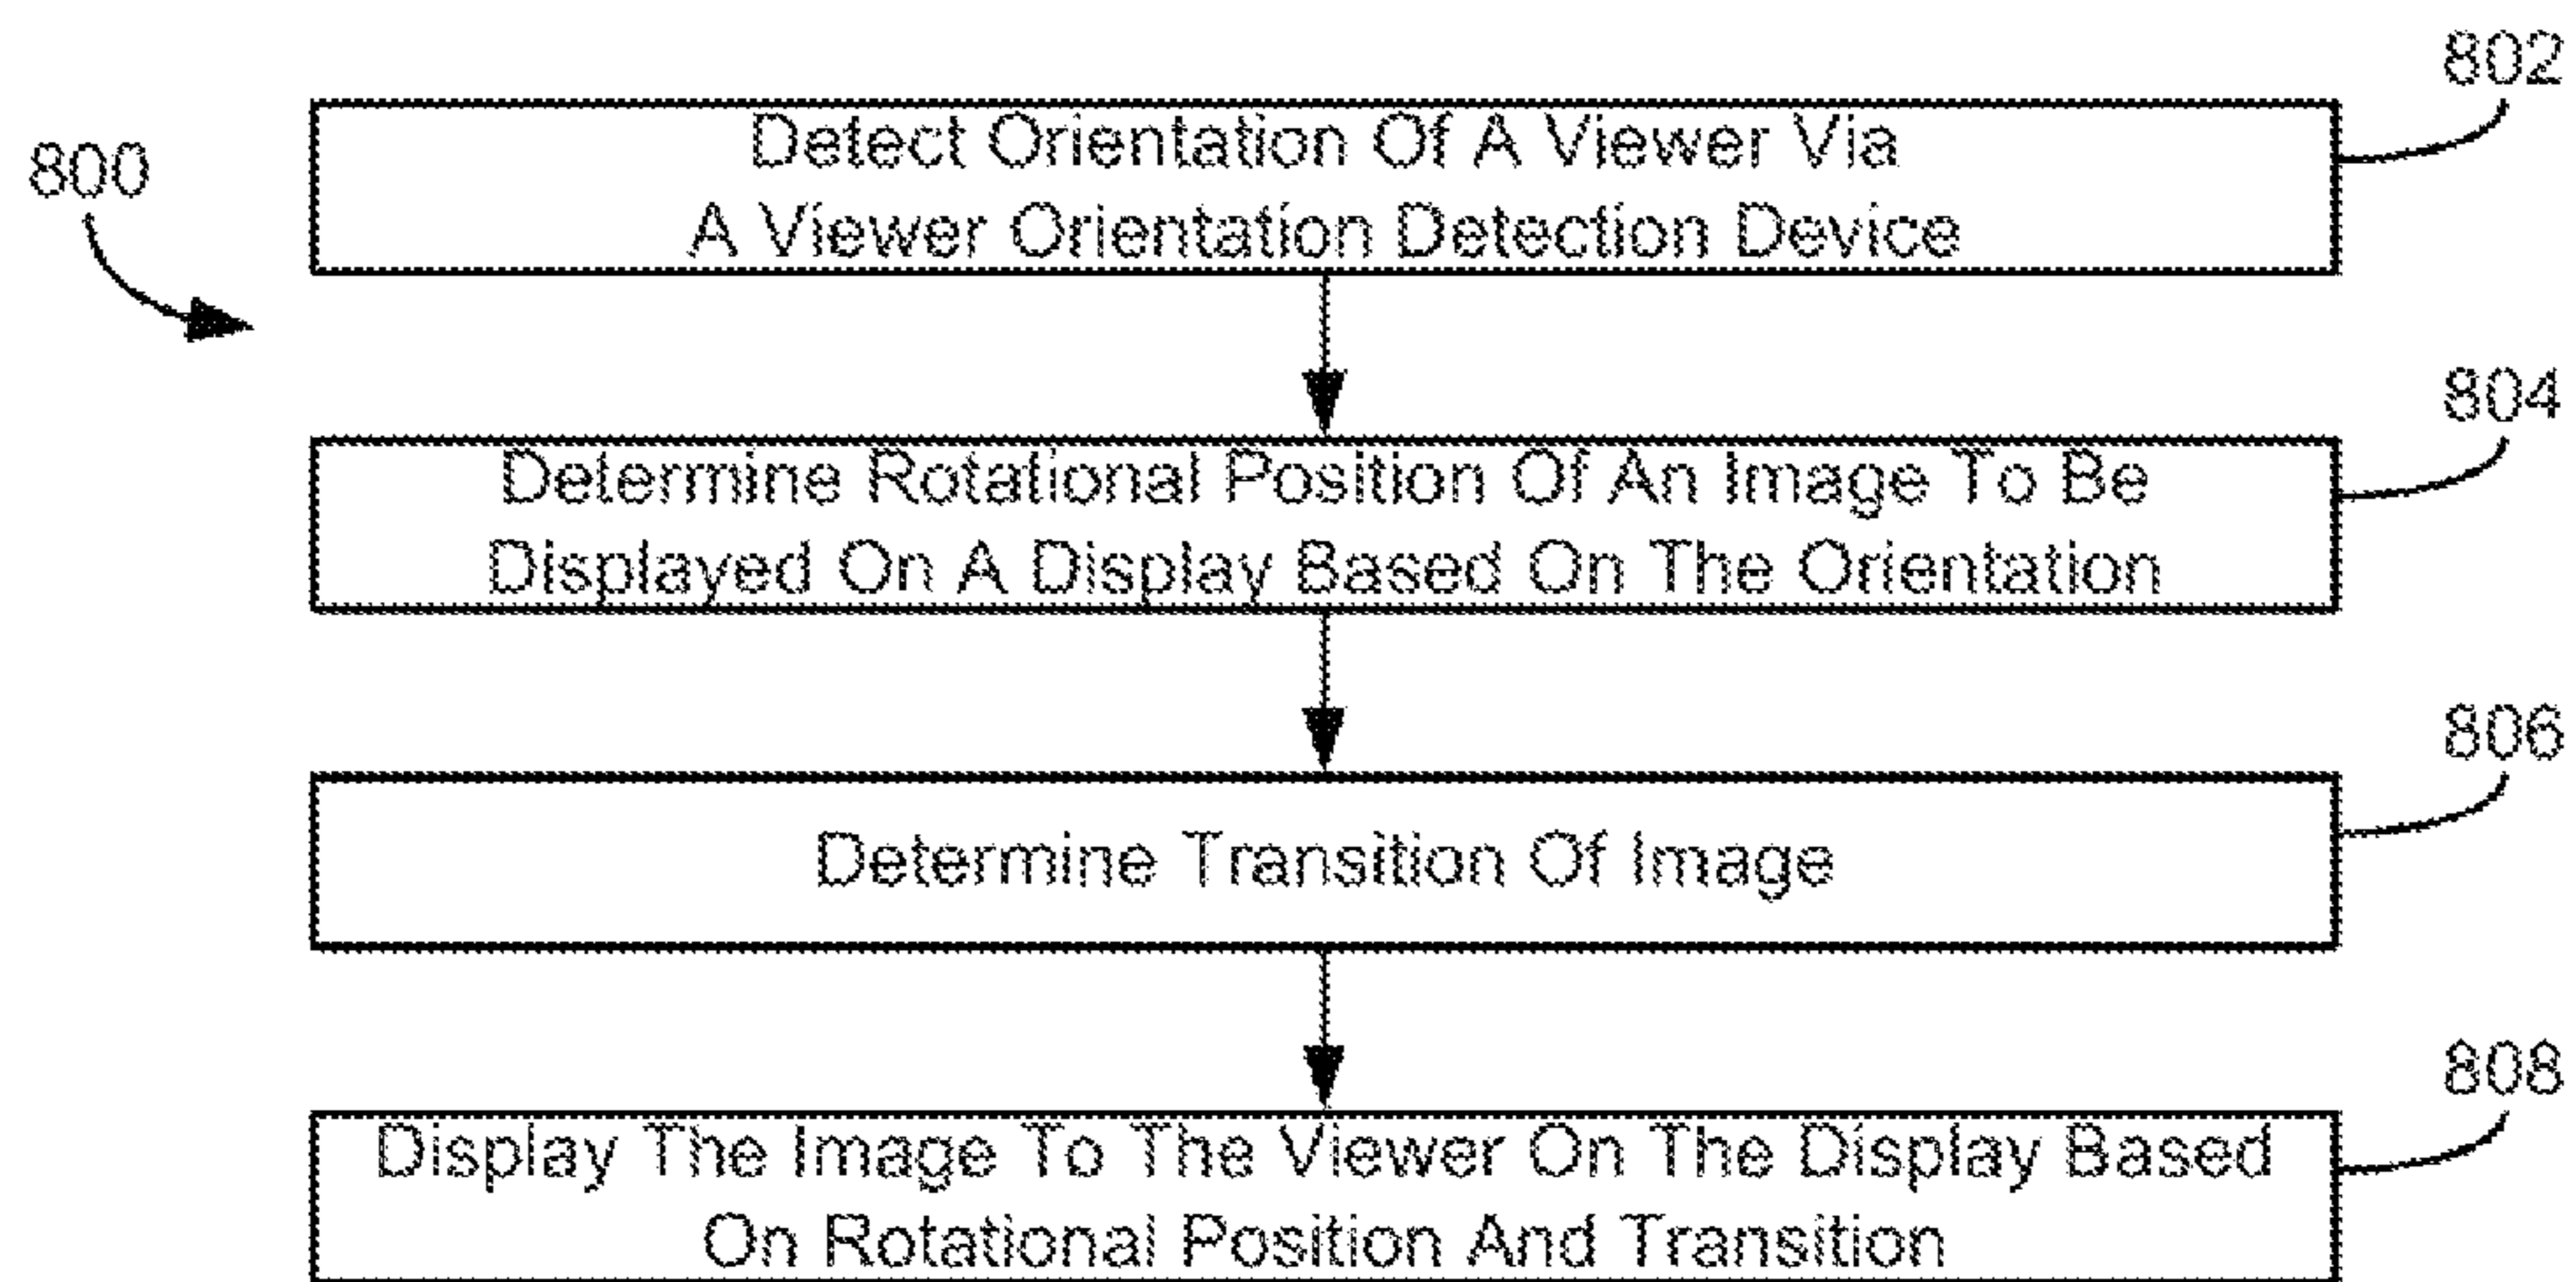 802
800
Detect Orientation Of A Viewer Via
A Viewer Orientation Detection Device
804
Determine Rotational Position Of An Image To Be
Displayed On A Display Based On The Orientation
806
Determine Transition Of Image
808
Display The Image To The Viewer On The Display Based
On Rotational Position And Transition